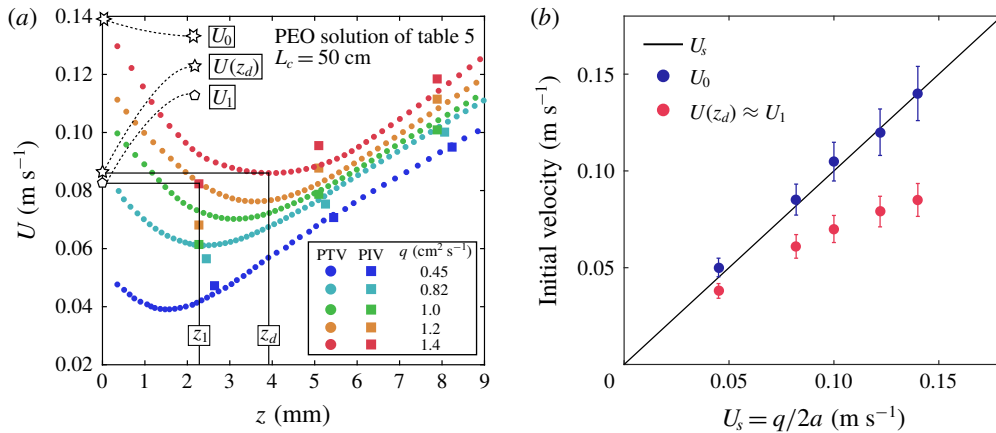 (a)
0.14
0.12
0.10
0.08
0.06
0.04
0.02
U (m s⁻¹)
U₀
U(z_d)
U₁
PEO solution of table 5
L_c = 50 cm
PTV PIV q (cm² s⁻¹)
0.45
0.82
1.0
1.2
1.4
z₁
z_d
0 1 2 3 4 5 6 7 8 9
z (mm)
(b)
0.15
0.10
0.05
Initial velocity (m s⁻¹)
U_s
U₀
U(z_d) ≈ U₁
0 0.05 0.10 0.15
U_s = q/2a (m s⁻¹)